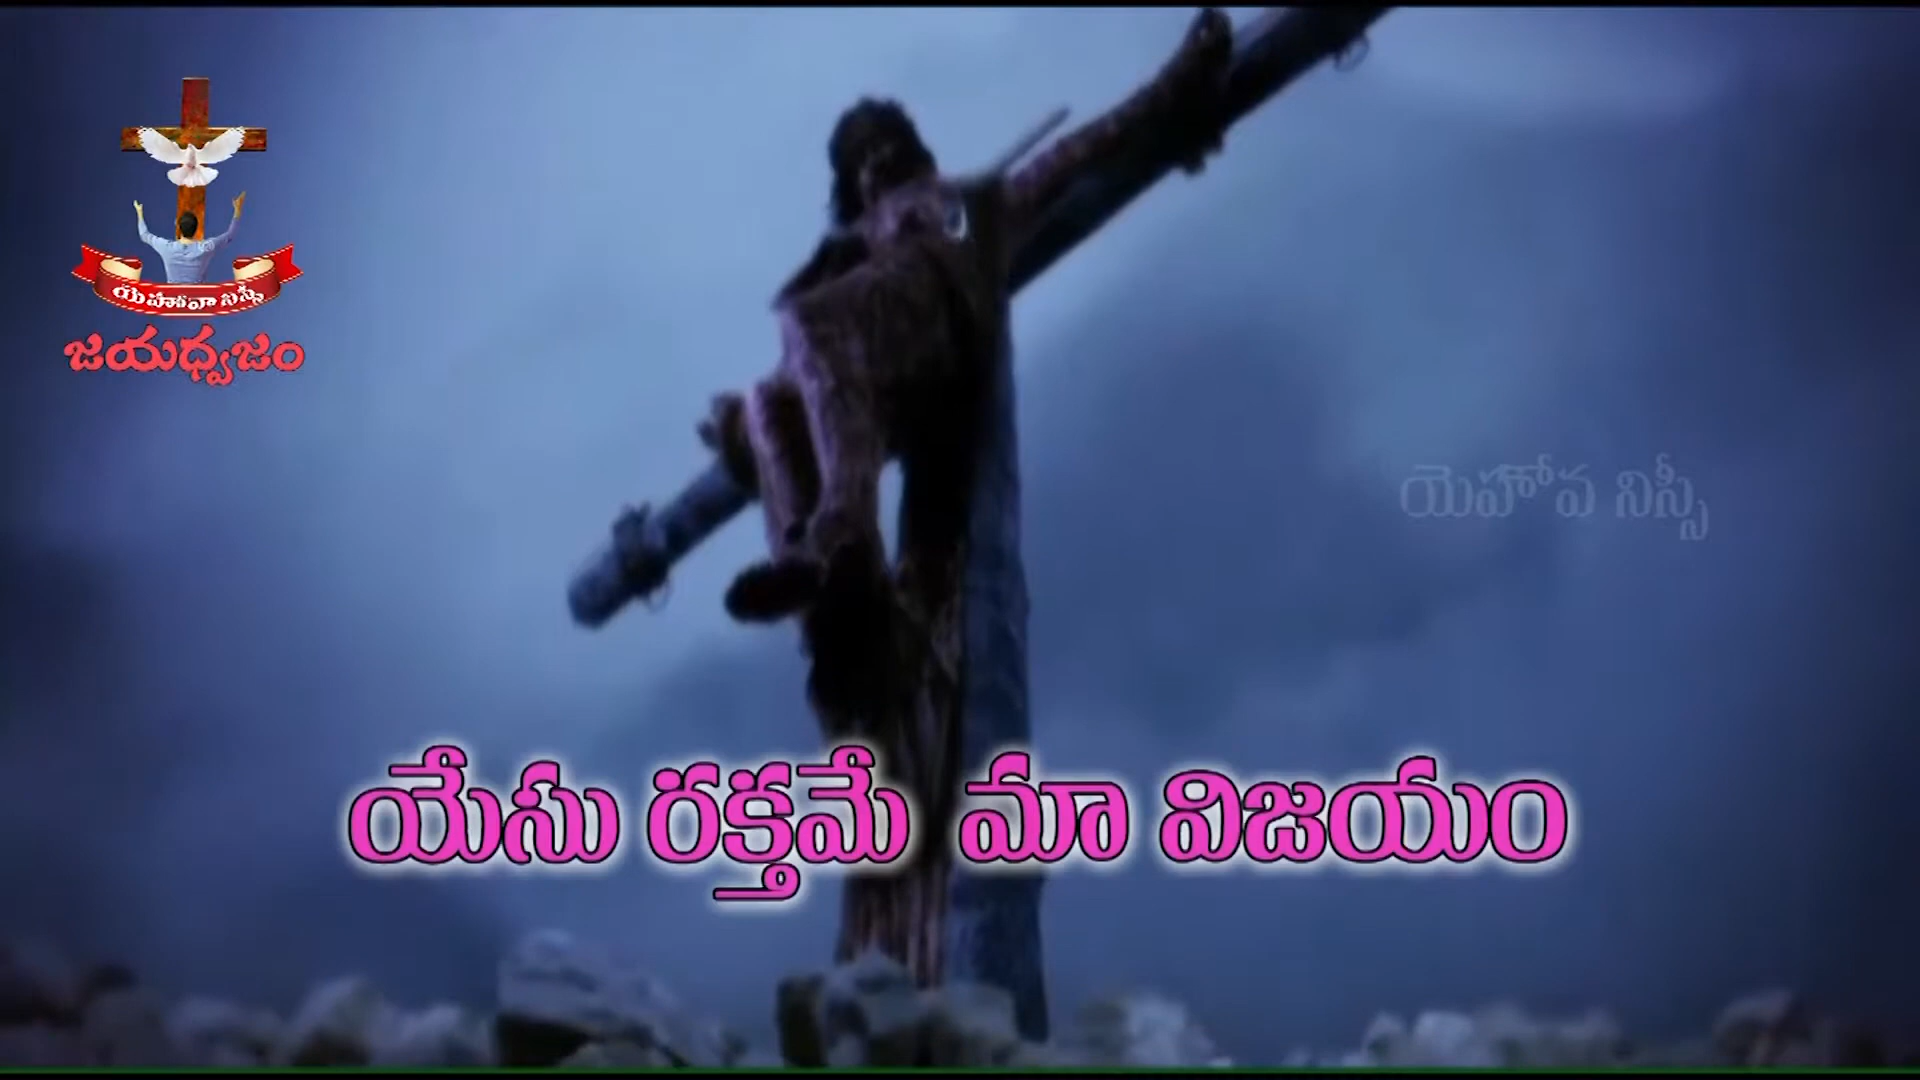 యెహోవా నిస్సీ
జయధ్వజం
యెహోవ నిస్సీ
యేసు రక్తమే మా విజయం